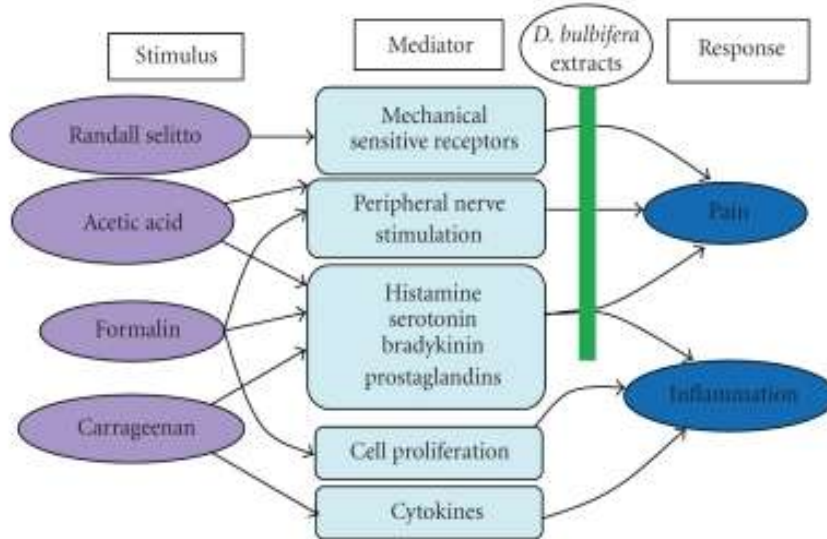 Stimulus
Mediator
D. bulbifera
extracts
Response
Randall selitto
Mechanical
sensitive receptors
Acetic acid
Peripheral nerve
stimulation
Pain
Formalin
Histamine
serotonin
bradykinin
prostaglandins
Carrageenan
Inflammation
Cell proliferation
Cytokines